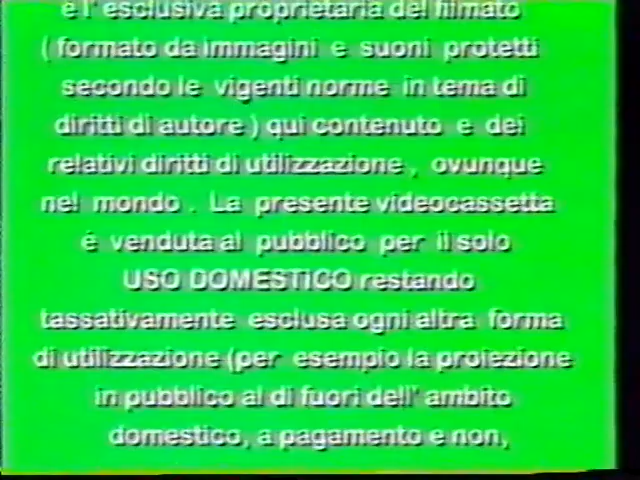 è l' esclusiva proprietaria del filmato
( formato da immagini e suoni protetti
secondo le vigenti norme in tema di
diritti di autore ) qui contenuto e dei
relativi diritti di utilizzazione , ovunque
nel mondo . La presente videocassetta
è venduta al pubblico per il solo
USO DOMESTICO restando
tassativamente esclusa ogni altra forma
di utilizzazione (per esempio la proiezione
in pubblico al di fuori dell' ambito
domestico, a pagamento e non,